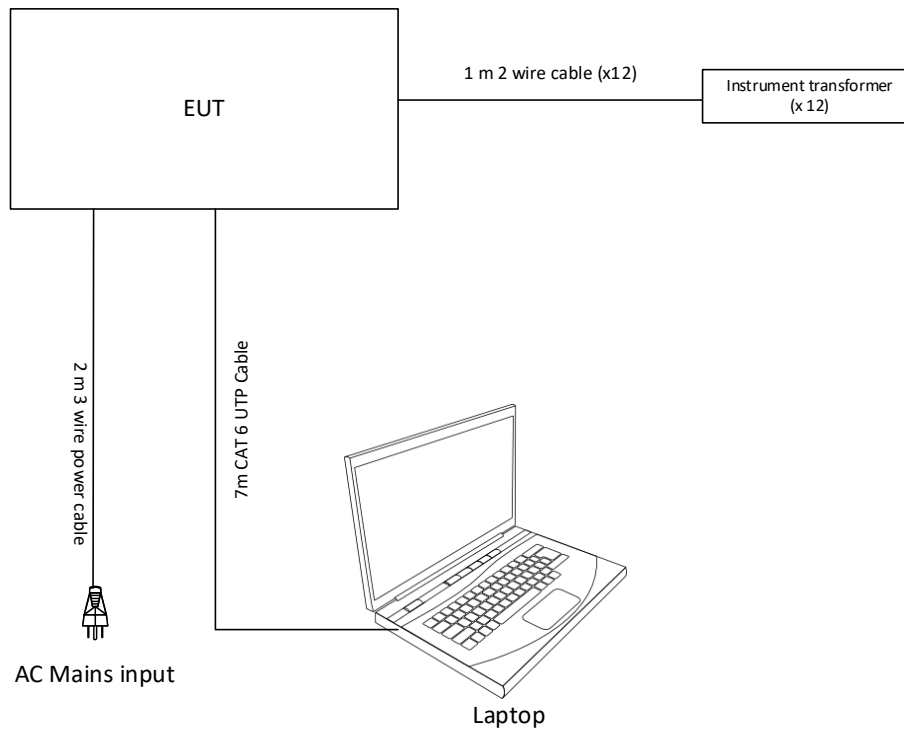 1 m 2 wire cable (x12)
Instrument transformer
(x 12)
EUT
2 m 3 wire power cable
7m CAT 6 UTP Cable
AC Mains input
Laptop